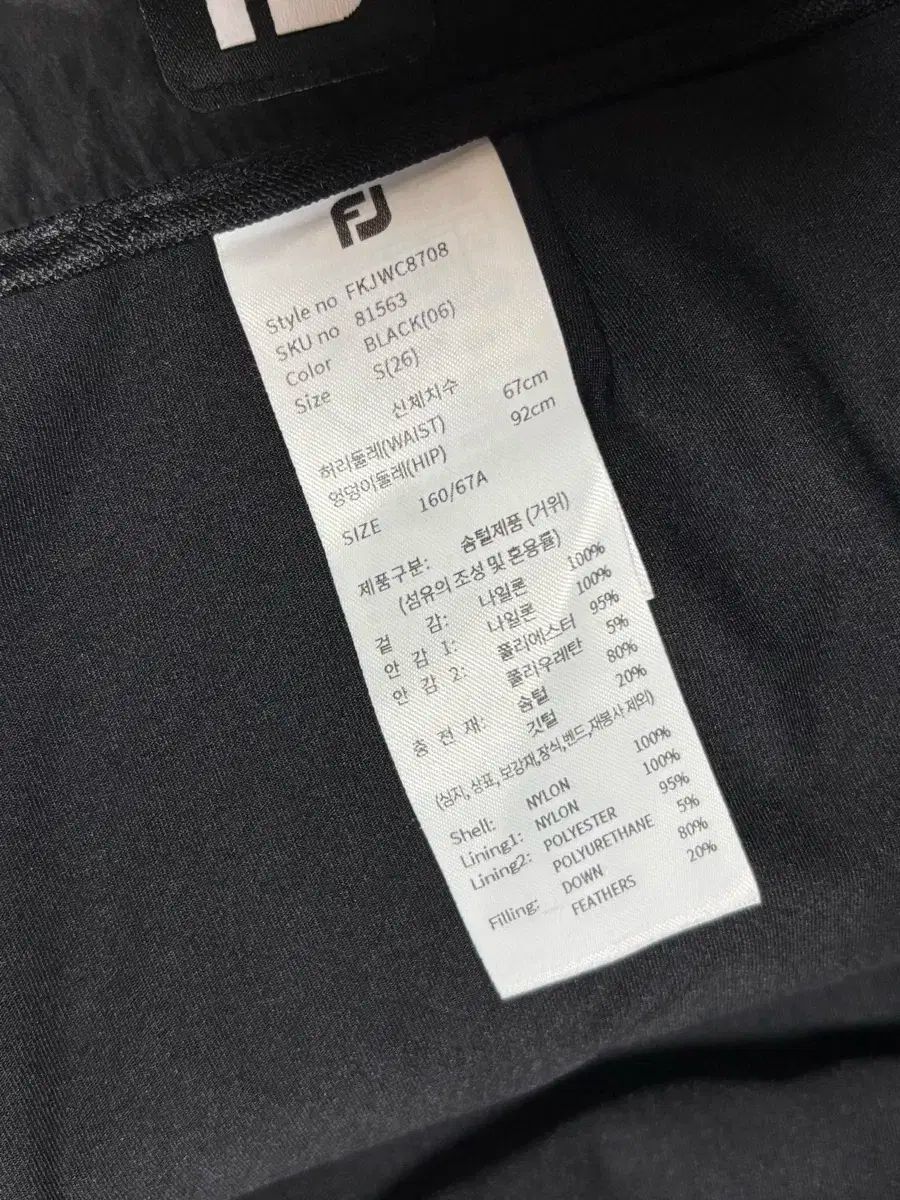 FJ
Style no FKJWC8708
SKU no 81563
Color BLACK(06)
Size S(26)
신체치수
허리둘레(WAIST) 67cm
엉덩이둘레(HIP) 92cm
SIZE 160/67A
제품구분: 솜털제품 (거위)
(섬유의 조성 및 혼용률)
겉 감: 나일론 100%
안 감 1: 나일론 100%
안 감 2: 폴리에스터 95%
폴리우레탄 5%
충 전 재: 솜털 80%
깃털 20%
(심지, 상표, 보강재,장식,밴드,재봉사 제외)
Shell: NYLON 100%
Lining1: NYLON 100%
Lining2: POLYESTER 95%
POLYURETHANE 5%
Filling: DOWN 80%
FEATHERS 20%